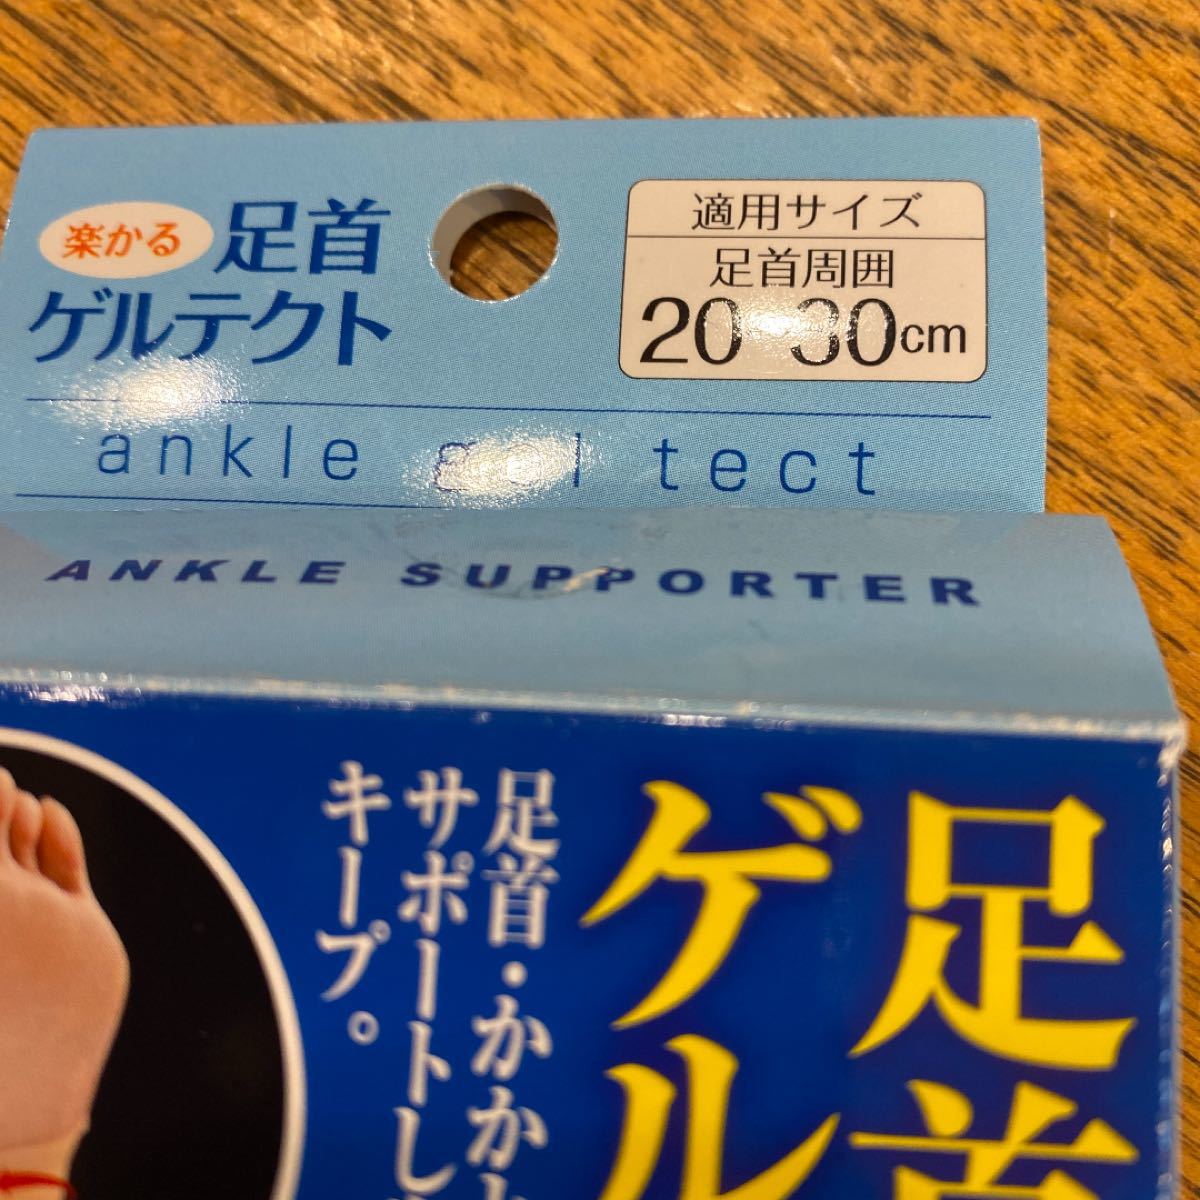 楽かる 足首
ゲルテクト
適用サイズ
足首周囲
20 30cm
ankle gel tect
ANKLE SUPPORTER
足首
ゲル
足首・かか
サポートし
キープ。